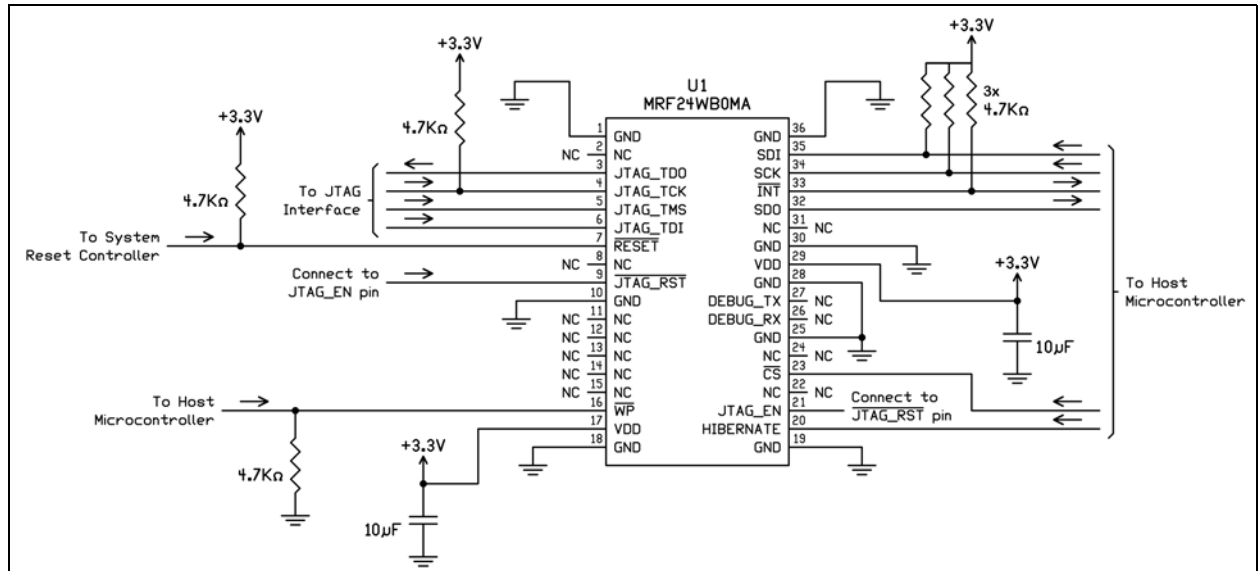 +3.3V
+3.3V
U1
MRF24WB0MA
3x
4.7KΩ
+3.3V
4.7KΩ
4.7KΩ
To JTAG
Interface
To System
Reset Controller
Connect to
JTAG_EN pin
To Host
Microcontroller
4.7KΩ
+3.3V
10µF
1 GND
NC 2 NC
3 JTAG_TDO
4 JTAG_TCK
5 JTAG_TMS
6 JTAG_TDI
7 RESET
NC 8 NC
9 JTAG_RST
10 GND
NC 11 NC
NC 12 NC
NC 13 NC
NC 14 NC
NC 15 NC
16 WP
17 VDD
18 GND
GND 36
SDI 35
SCK 34
INT 33
SDO 32
NC 31 NC
GND 30
VDD 29
GND 28
DEBUG_TX 27 NC
DEBUG_RX 26 NC
GND 25
NC 24 NC
CS 23
NC 22 NC
JTAG_EN 21
HIBERNATE 20
GND 19
Connect to
JTAG_RST pin
+3.3V
10µF
To Host
Microcontroller